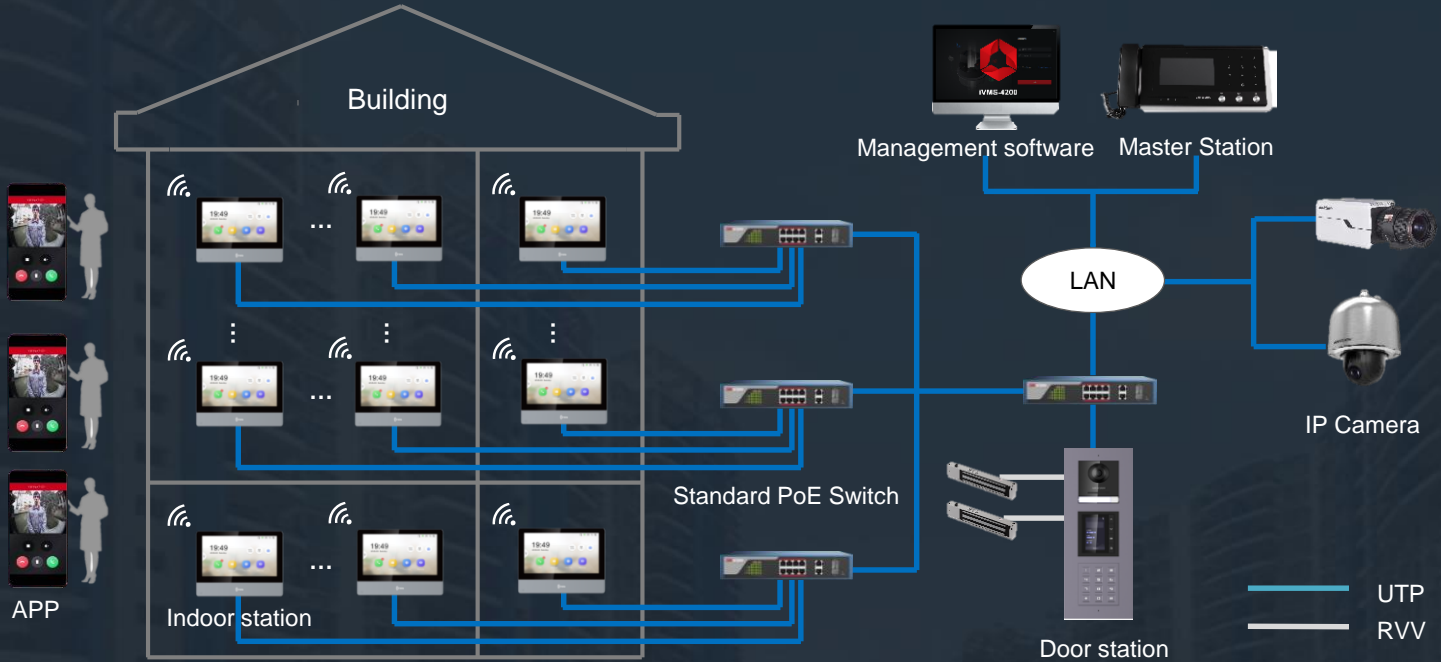 Building
iVMS-4200
Management software
Master Station
19:49
19:49
19:49
...
LAN
19:49
19:49
19:49
...
IP Camera
Standard PoE Switch
19:49
19:49
19:49
...
APP
Indoor station
Door station
UTP
RVV